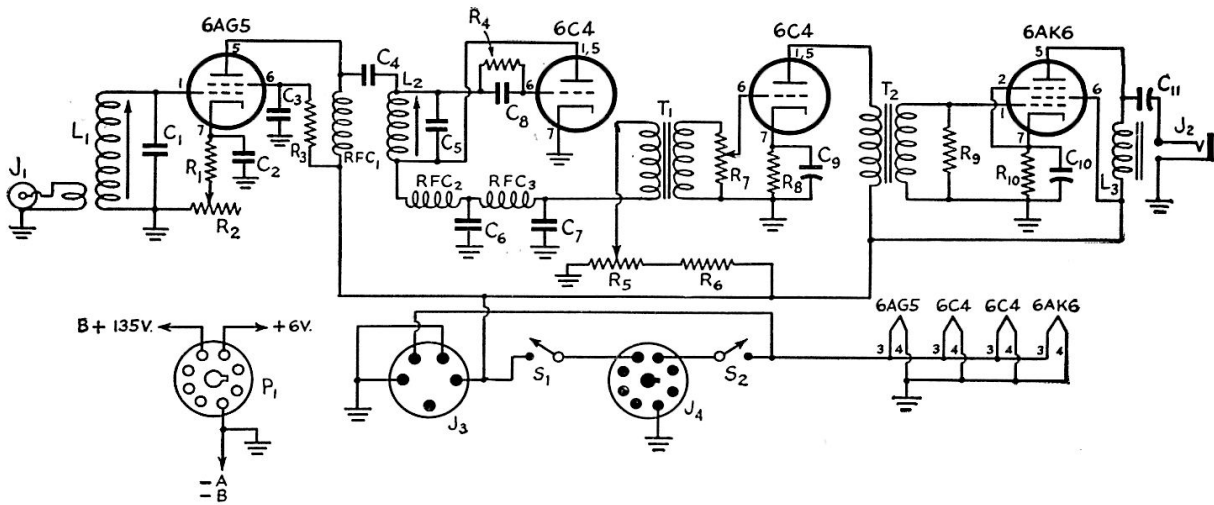 6AG5
6C4
6C4
6AK6
R4
5
1,5
1,5
5
C4
L2
C11
1
6
C3
6
C8
6
2
1
6
T1
T2
J2
L1
C1
7
C2
R3
RFC1
C5
7
7
C9
7
J1
R1
R2
R7
R8
R9
R10
C10
L3
RFC2
RFC3
C6
C7
R5
R6
6AG5 6C4 6C4 6AK6
B+ 135V.
+6V.
3 4 3 4 3 4 3 4
P1
S1
S2
J3
J4
- A
- B